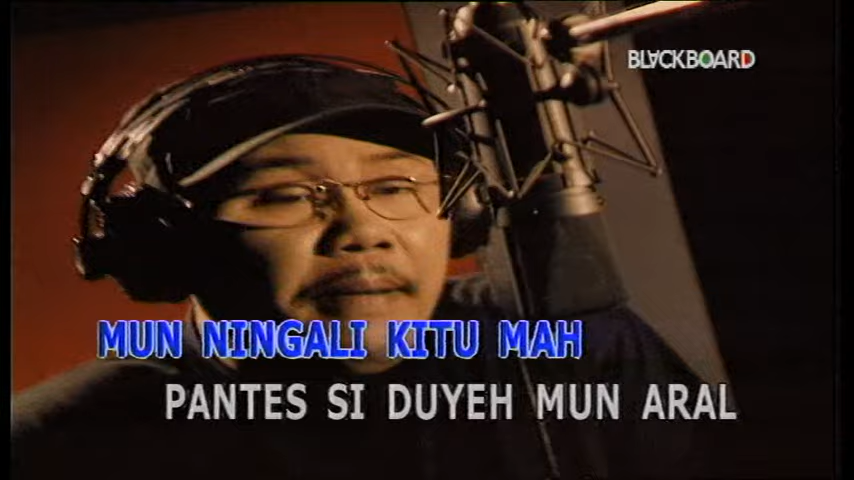 BLACKBOARD
MUN NINGALI KITU MAH
PANTES SI DUYEH MUN ARAL